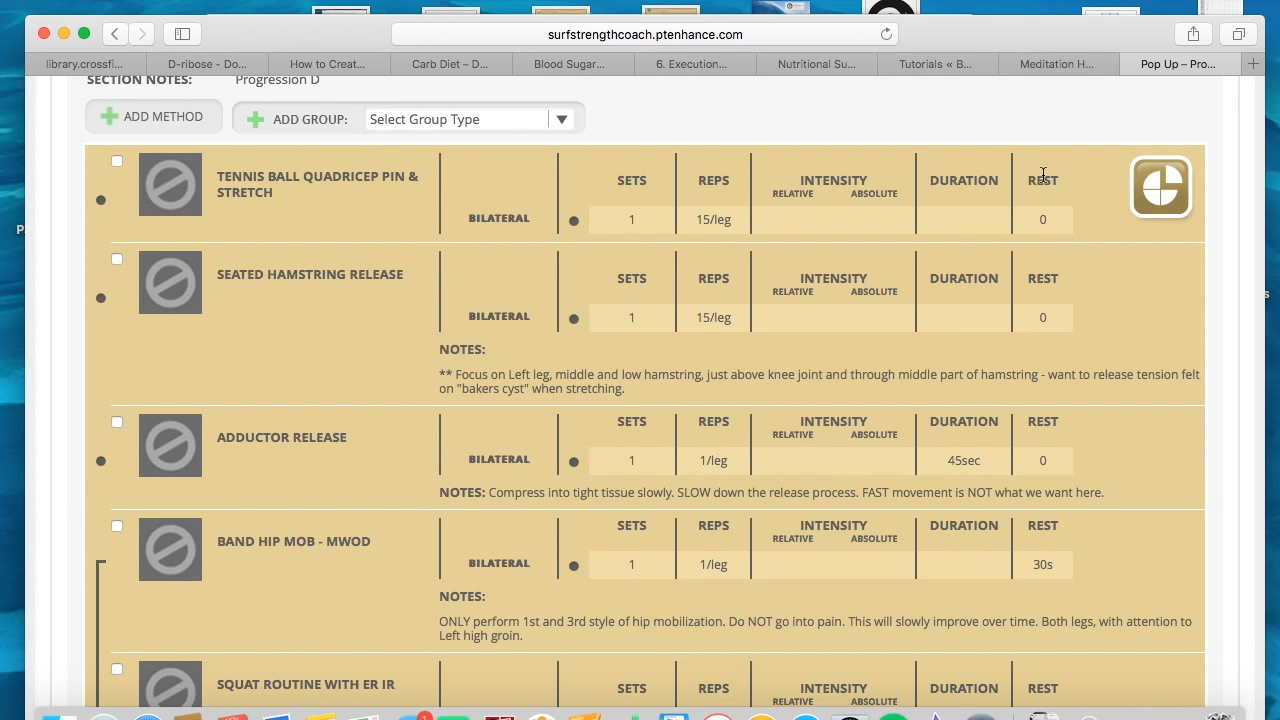 surfstrengthcoach.ptenhance.com
library.crossfi...
D-ribose - Do...
How to Creat...
Carb Diet – D...
Blood Sugar...
6. Execution...
Nutritional Su...
Tutorials « B...
Meditation H...
Pop Up – Pro...
SECTION NOTES: Progression D
ADD METHOD
ADD GROUP: Select Group Type
TENNIS BALL QUADRICEP PIN &
STRETCH
BILATERAL
SETS REPS INTENSITY DURATION REST
RELATIVE ABSOLUTE
1 15/leg 0
SEATED HAMSTRING RELEASE
BILATERAL
SETS REPS INTENSITY DURATION REST
RELATIVE ABSOLUTE
1 15/leg 0
NOTES:
** Focus on Left leg, middle and low hamstring, just above knee joint and through middle part of hamstring - want to release tension felt
on "bakers cyst" when stretching.
ADDUCTOR RELEASE
BILATERAL
SETS REPS INTENSITY DURATION REST
RELATIVE ABSOLUTE
1 1/leg 45sec 0
NOTES: Compress into tight tissue slowly. SLOW down the release process. FAST movement is NOT what we want here.
BAND HIP MOB - MWOD
BILATERAL
SETS REPS INTENSITY DURATION REST
RELATIVE ABSOLUTE
1 1/leg 30s
NOTES:
ONLY perform 1st and 3rd style of hip mobilization. Do NOT go into pain. This will slowly improve over time. Both legs, with attention to
Left high groin.
SQUAT ROUTINE WITH ER IR
SETS REPS INTENSITY DURATION REST
RELATIVE ABSOLUTE